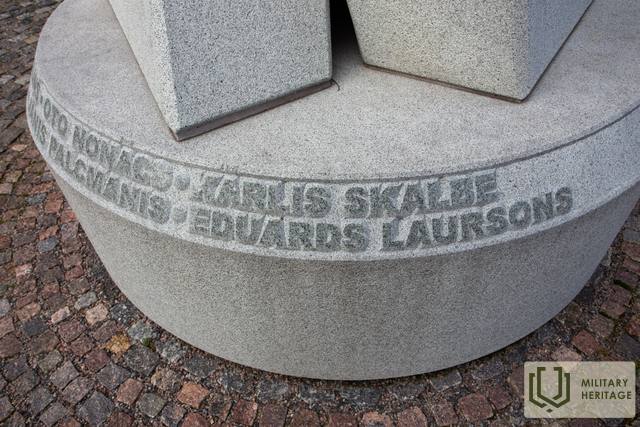 OTO NONĀCS • KĀRLIS SKALBE
PALCMANIS • EDUARDS LAURSONS
MILITARY
HERITAGE